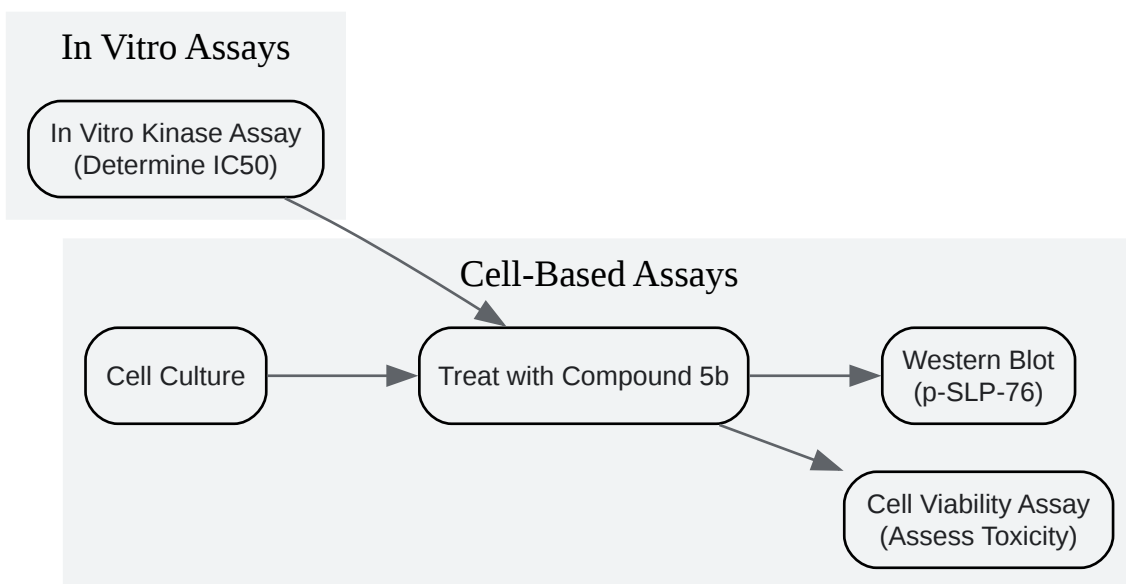 In Vitro Assays
In Vitro Kinase Assay
(Determine IC50)
Cell-Based Assays
Cell Culture
Treat with Compound 5b
Western Blot
(p-SLP-76)
Cell Viability Assay
(Assess Toxicity)